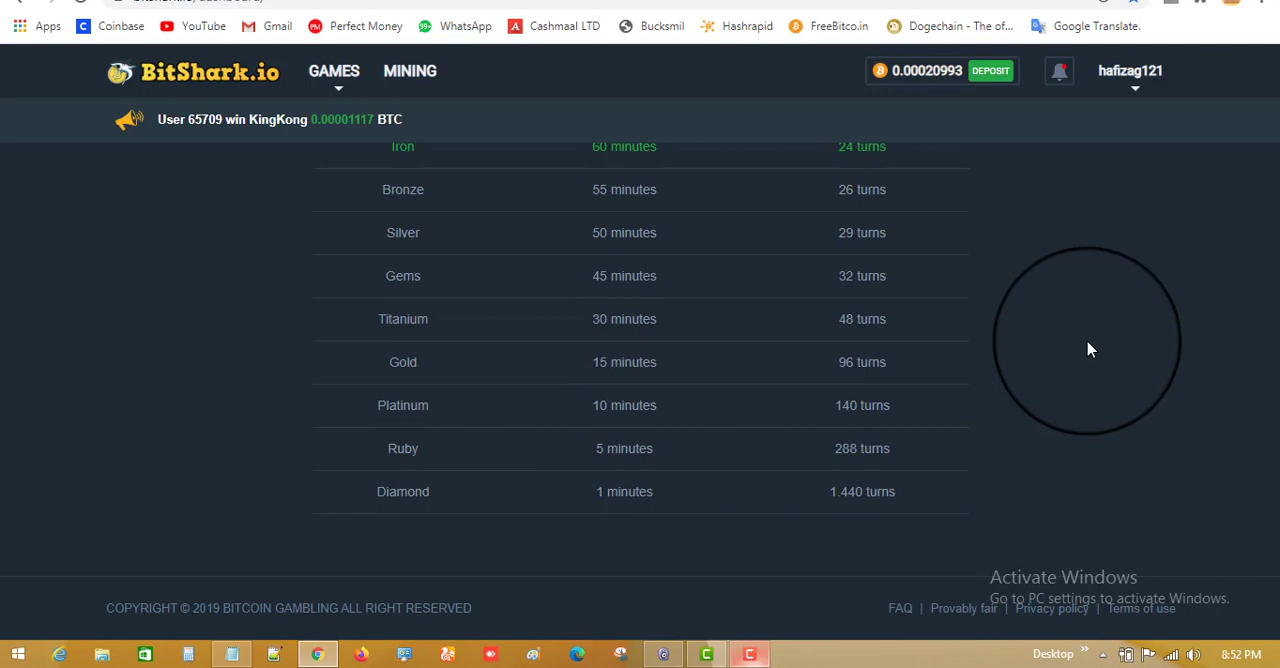 Apps Coinbase YouTube Gmail Perfect Money WhatsApp Cashmaal LTD Bucksmil Hashrapid FreeBitco.in Dogechain - The of... Google Translate.
BitShark.io GAMES MINING 0.00020993 DEPOSIT hafizag121
User 65709 win KingKong 0.00001117 BTC
Iron 60 minutes 24 turns
Bronze 55 minutes 26 turns
Silver 50 minutes 29 turns
Gems 45 minutes 32 turns
Titanium 30 minutes 48 turns
Gold 15 minutes 96 turns
Platinum 10 minutes 140 turns
Ruby 5 minutes 288 turns
Diamond 1 minutes 1.440 turns
Activate Windows
Go to PC settings to activate Windows.
COPYRIGHT © 2019 BITCOIN GAMBLING ALL RIGHT RESERVED FAQ | Provably fair | Privacy policy | Terms of use
Desktop 8:52 PM